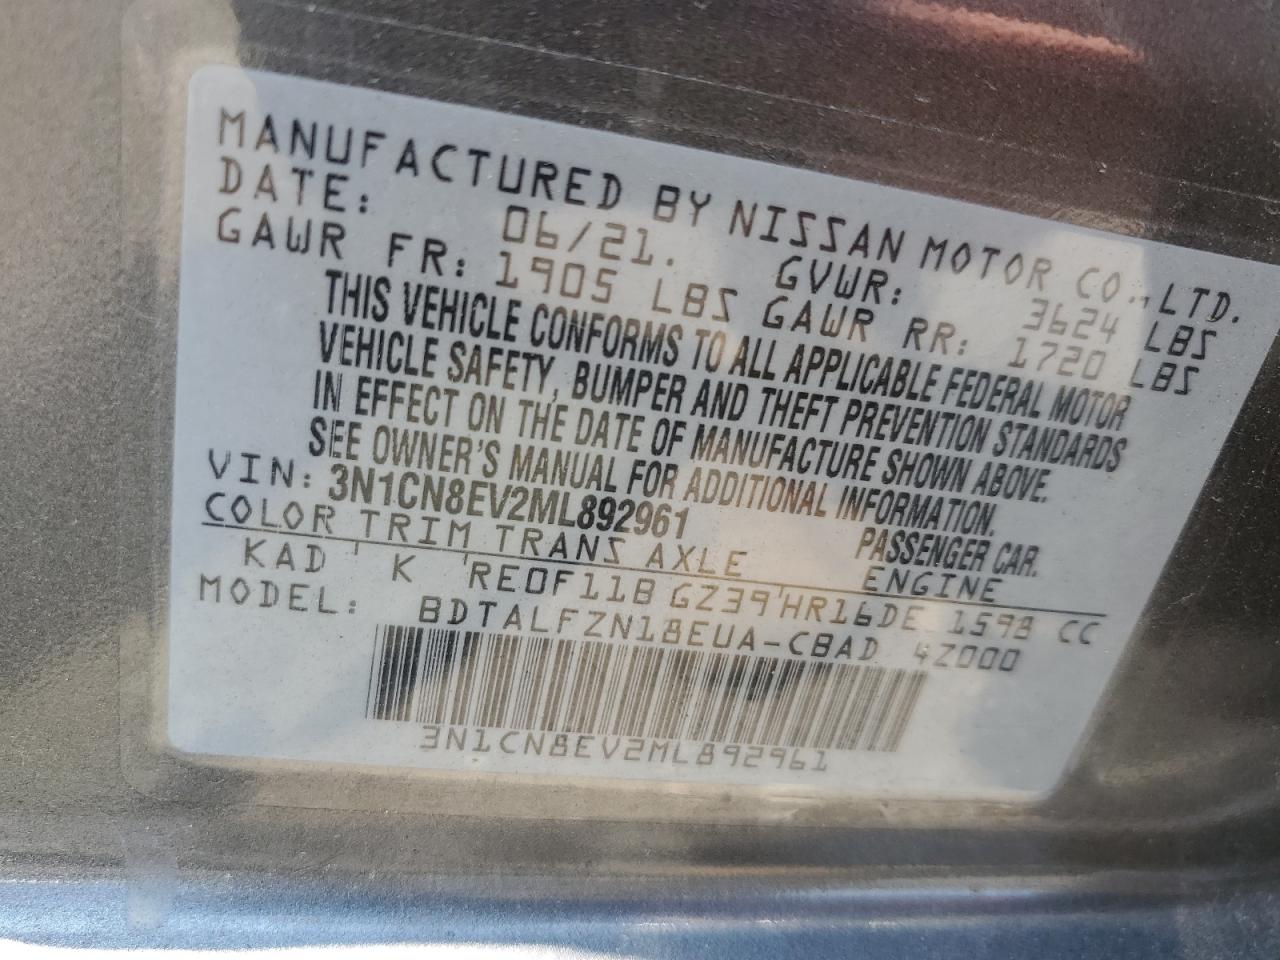 MANUFACTURED BY NISSAN MOTOR CO.,LTD.
DATE: 06/21. GVWR: 3624 LBS
GAWR FR: 1905 LBS GAWR RR: 1720 LBS
THIS VEHICLE CONFORMS TO ALL APPLICABLE FEDERAL MOTOR
VEHICLE SAFETY, BUMPER AND THEFT PREVENTION STANDARDS
IN EFFECT ON THE DATE OF MANUFACTURE SHOWN ABOVE.
SEE OWNER'S MANUAL FOR ADDITIONAL INFORMATION.
VIN: 3N1CN8EV2ML892961 PASSENGER CAR.
COLOR TRIM TRANS AXLE ENGINE
KAD K RE0F11B GZ39 HR16DE 1598 CC
MODEL: BDTALFZN18EUA-CBAD 4Z000
3N1CN8EV2ML892961